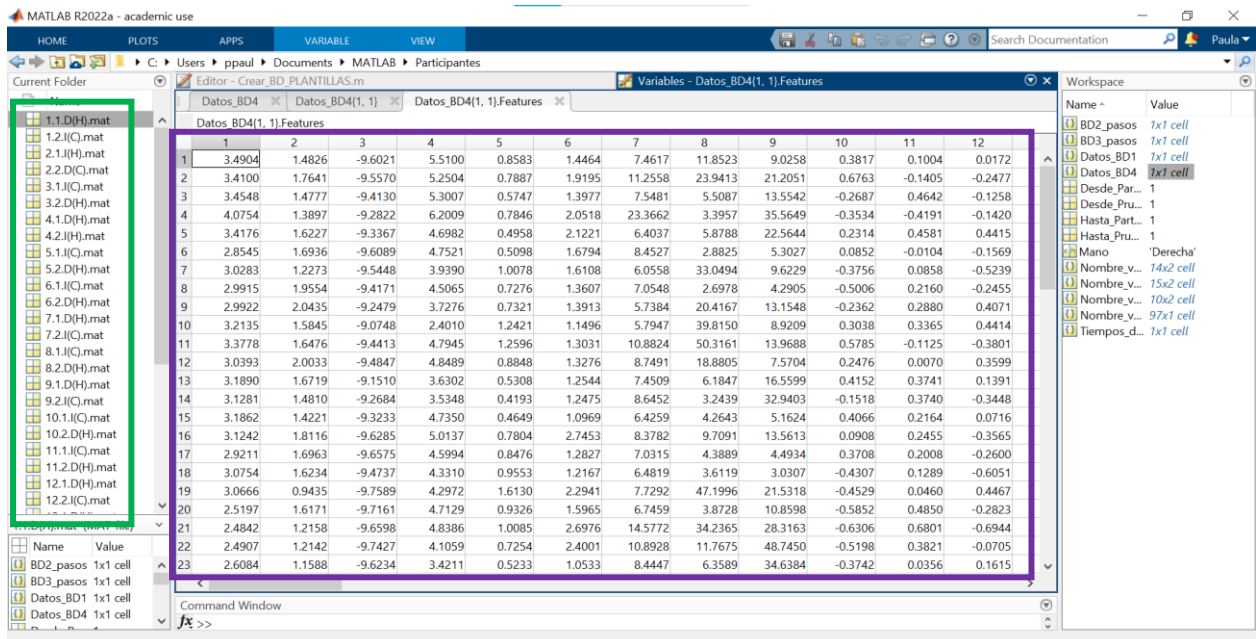 MATLAB R2022a - academic use
HOME PLOTS APPS VARIABLE VIEW Search Documentation Paula
C: Users ppaul Documents MATLAB Participantes
Current Folder
Name
1.1.D(H).mat
1.2.I(C).mat
2.1.I(H).mat
2.2.D(C).mat
3.1.I(C).mat
3.2.D(H).mat
4.1.D(H).mat
4.2.I(H).mat
5.1.I(C).mat
5.2.D(H).mat
6.1.I(C).mat
6.2.D(H).mat
7.1.D(H).mat
7.2.I(C).mat
8.1.I(C).mat
8.2.D(H).mat
9.1.D(H).mat
9.2.I(C).mat
10.1.I(C).mat
10.2.D(H).mat
11.1.I(C).mat
11.2.D(H).mat
12.1.D(H).mat
12.2.I(C).mat
1.1.D(H).mat (MAT-file)
Name Value
BD2_pasos 1x1 cell
BD3_pasos 1x1 cell
Datos_BD1 1x1 cell
Datos_BD4 1x1 cell
Editor - Crear_BD_PLANTILLAS.m
Variables - Datos_BD4{1, 1}.Features
Datos_BD4 Datos_BD4{1, 1} Datos_BD4{1, 1}.Features
Datos_BD4{1, 1}.Features
1 2 3 4 5 6 7 8 9 10 11 12
1 3.4904 1.4826 -9.6021 5.5100 0.8583 1.4464 7.4617 11.8523 9.0258 0.3817 0.1004 0.0172
2 3.4100 1.7641 -9.5570 5.2504 0.7887 1.9195 11.2558 23.9413 21.2051 0.6763 -0.1405 -0.2477
3 3.4548 1.4777 -9.4130 5.3007 0.5747 1.3977 7.5481 5.5087 13.5542 -0.2687 0.4642 -0.1258
4 4.0754 1.3897 -9.2822 6.2009 0.7846 2.0518 23.3662 3.3957 35.5649 -0.3534 -0.4191 -0.1420
5 3.4176 1.6227 -9.3367 4.6982 0.4958 2.1221 6.4037 5.8788 22.5644 0.2314 0.4581 0.4415
6 2.8545 1.6936 -9.6089 4.7521 0.5098 1.6794 8.4527 2.8825 5.3027 0.0852 -0.0104 -0.1569
7 3.0283 1.2273 -9.5448 3.9390 1.0078 1.6108 6.0558 33.0494 9.6229 -0.3756 0.0858 -0.5239
8 2.9915 1.9554 -9.4171 4.5065 0.7276 1.3607 7.0548 2.6978 4.2905 -0.5006 0.2160 -0.2455
9 2.9922 2.0435 -9.2479 3.7276 0.7321 1.3913 5.7384 20.4167 13.1548 -0.2362 0.2880 0.4071
10 3.2135 1.5845 -9.0748 2.4010 1.2421 1.1496 5.7947 39.8150 8.9209 0.3038 0.3365 0.4414
11 3.3778 1.6476 -9.4413 4.7945 1.2596 1.3031 10.8824 50.3161 13.9688 0.5785 -0.1125 -0.3801
12 3.0393 2.0033 -9.4847 4.8489 0.8848 1.3276 8.7491 18.8805 7.5704 0.2476 0.0070 0.3599
13 3.1890 1.6719 -9.1510 3.6302 0.5308 1.2544 7.4509 6.1847 16.5599 0.4152 0.3741 0.1391
14 3.1281 1.4810 -9.2684 3.5348 0.4193 1.2475 8.6452 3.2439 32.9403 -0.1518 0.3740 -0.3448
15 3.1862 1.4221 -9.3233 4.7350 0.4649 1.0969 6.4259 4.2643 5.1624 0.4066 0.2164 0.0716
16 3.1242 1.8116 -9.6285 5.0137 0.7804 2.7453 8.3782 9.7091 13.5613 0.0908 0.2455 -0.3565
17 2.9211 1.6963 -9.6575 4.5994 0.8476 1.2827 7.0315 4.3889 4.4934 0.3708 0.2008 -0.2600
18 3.0754 1.6234 -9.4737 4.3310 0.9553 1.2167 6.4819 3.6119 3.0307 -0.4307 0.1289 -0.6051
19 3.0666 0.9435 -9.7589 4.2972 1.6130 2.2941 7.7292 47.1996 21.5318 -0.4529 0.0460 0.4467
20 2.5197 1.6171 -9.7161 4.7129 0.9326 1.5965 6.7459 3.8728 10.8598 -0.5852 0.4850 -0.2823
21 2.4842 1.2158 -9.6598 4.8386 1.0085 2.6976 14.5772 34.2365 28.3163 -0.6306 0.6801 -0.6944
22 2.4907 1.2142 -9.7427 4.1059 0.7254 2.4001 10.8928 11.7675 48.7450 -0.5198 0.3821 -0.0705
23 2.6084 1.1588 -9.6234 3.4211 0.5233 1.0533 8.4447 6.3589 34.6384 -0.3742 0.0356 0.1615
Command Window
fx >>
Workspace
Name Value
BD2_pasos 1x1 cell
BD3_pasos 1x1 cell
Datos_BD1 1x1 cell
Datos_BD4 1x1 cell
Desde_Par... 1
Desde_Pru... 1
Hasta_Part... 1
Hasta_Pru... 1
Mano 'Derecha'
Nombre_v... 14x2 cell
Nombre_v... 15x2 cell
Nombre_v... 10x2 cell
Nombre_v... 97x1 cell
Tiempos_d... 1x1 cell